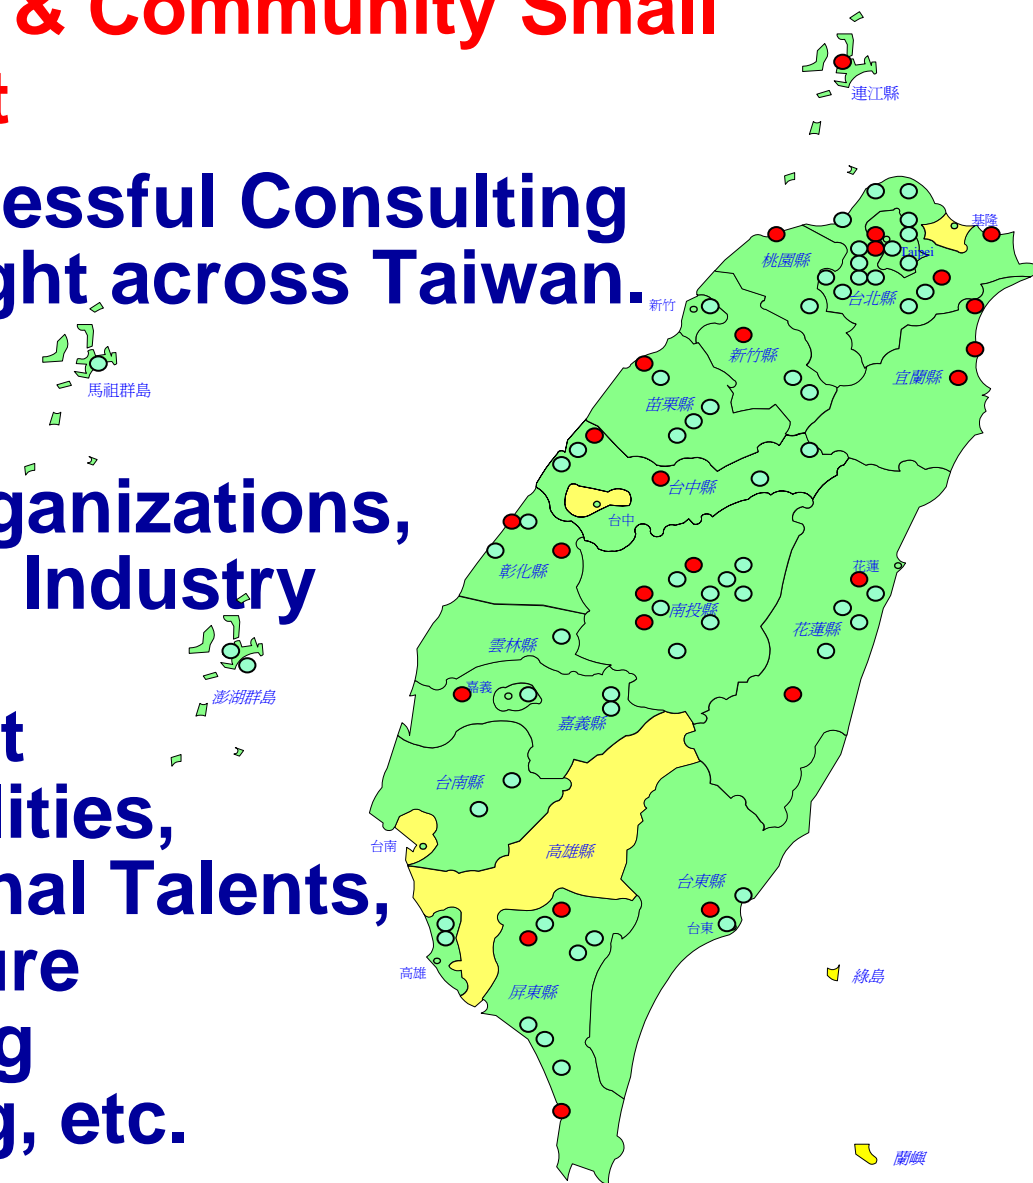 & Community Small
t
essful Consulting
ght across Taiwan.
ganizations,
Industry
t
lities,
nal Talents,
ure
g
g, etc.
連江縣
基隆
Taipei
桃園縣
台北縣
新竹
新竹縣
宜蘭縣
馬祖群島
苗栗縣
台中縣
台中
彰化縣
花蓮
南投縣
花蓮縣
雲林縣
澎湖群島
嘉義
嘉義縣
台南縣
台南
高雄縣
台東縣
台東
高雄
屏東縣
綠島
蘭嶼